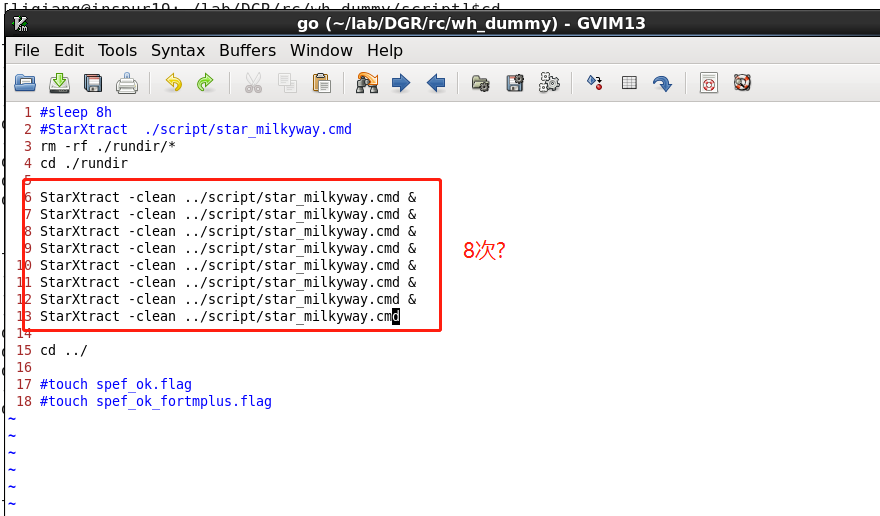 [liqiang@inspur19:~/lab/DGR/rc/wh_dummy/script]$cd
go (~/lab/DGR/rc/wh_dummy) - GVIM13
File Edit Tools Syntax Buffers Window Help
1 #sleep 8h
2 #StarXtract  ./script/star_milkyway.cmd
3 rm -rf ./rundir/*
4 cd ./rundir
5
6 StarXtract -clean ../script/star_milkyway.cmd &
7 StarXtract -clean ../script/star_milkyway.cmd &
8 StarXtract -clean ../script/star_milkyway.cmd &
9 StarXtract -clean ../script/star_milkyway.cmd &
8次?
10 StarXtract -clean ../script/star_milkyway.cmd &
11 StarXtract -clean ../script/star_milkyway.cmd &
12 StarXtract -clean ../script/star_milkyway.cmd &
13 StarXtract -clean ../script/star_milkyway.cmd
14
15 cd ../
16
17 #touch spef_ok.flag
18 #touch spef_ok_fortmplus.flag
~
~
~
~
~
~